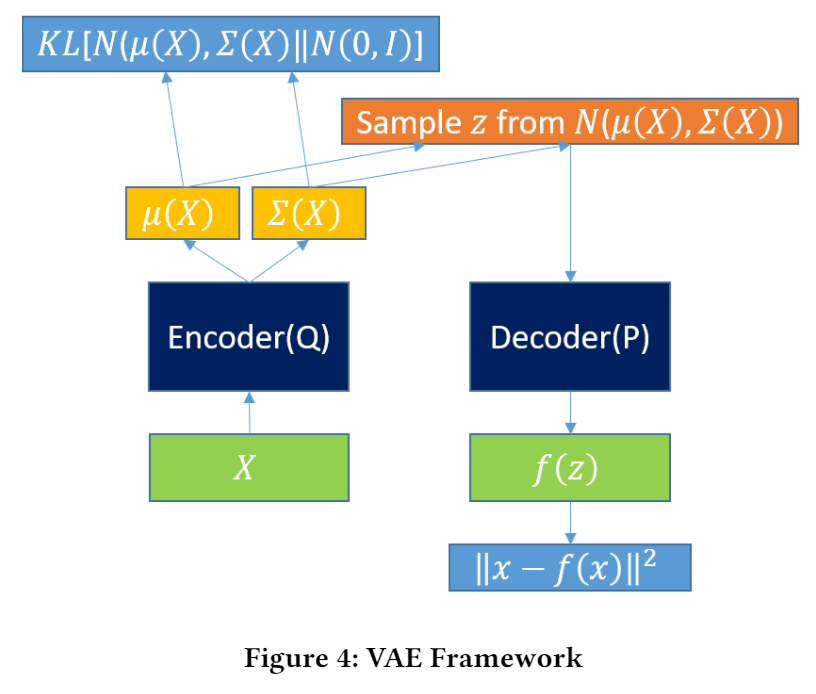 KL[N(μ(X), Σ(X)‖N(0, I)]
Sample z from N(μ(X), Σ(X))
μ(X)
Σ(X)
Encoder(Q)
Decoder(P)
X
f(z)
‖x − f(x)‖²
Figure 4: VAE Framework